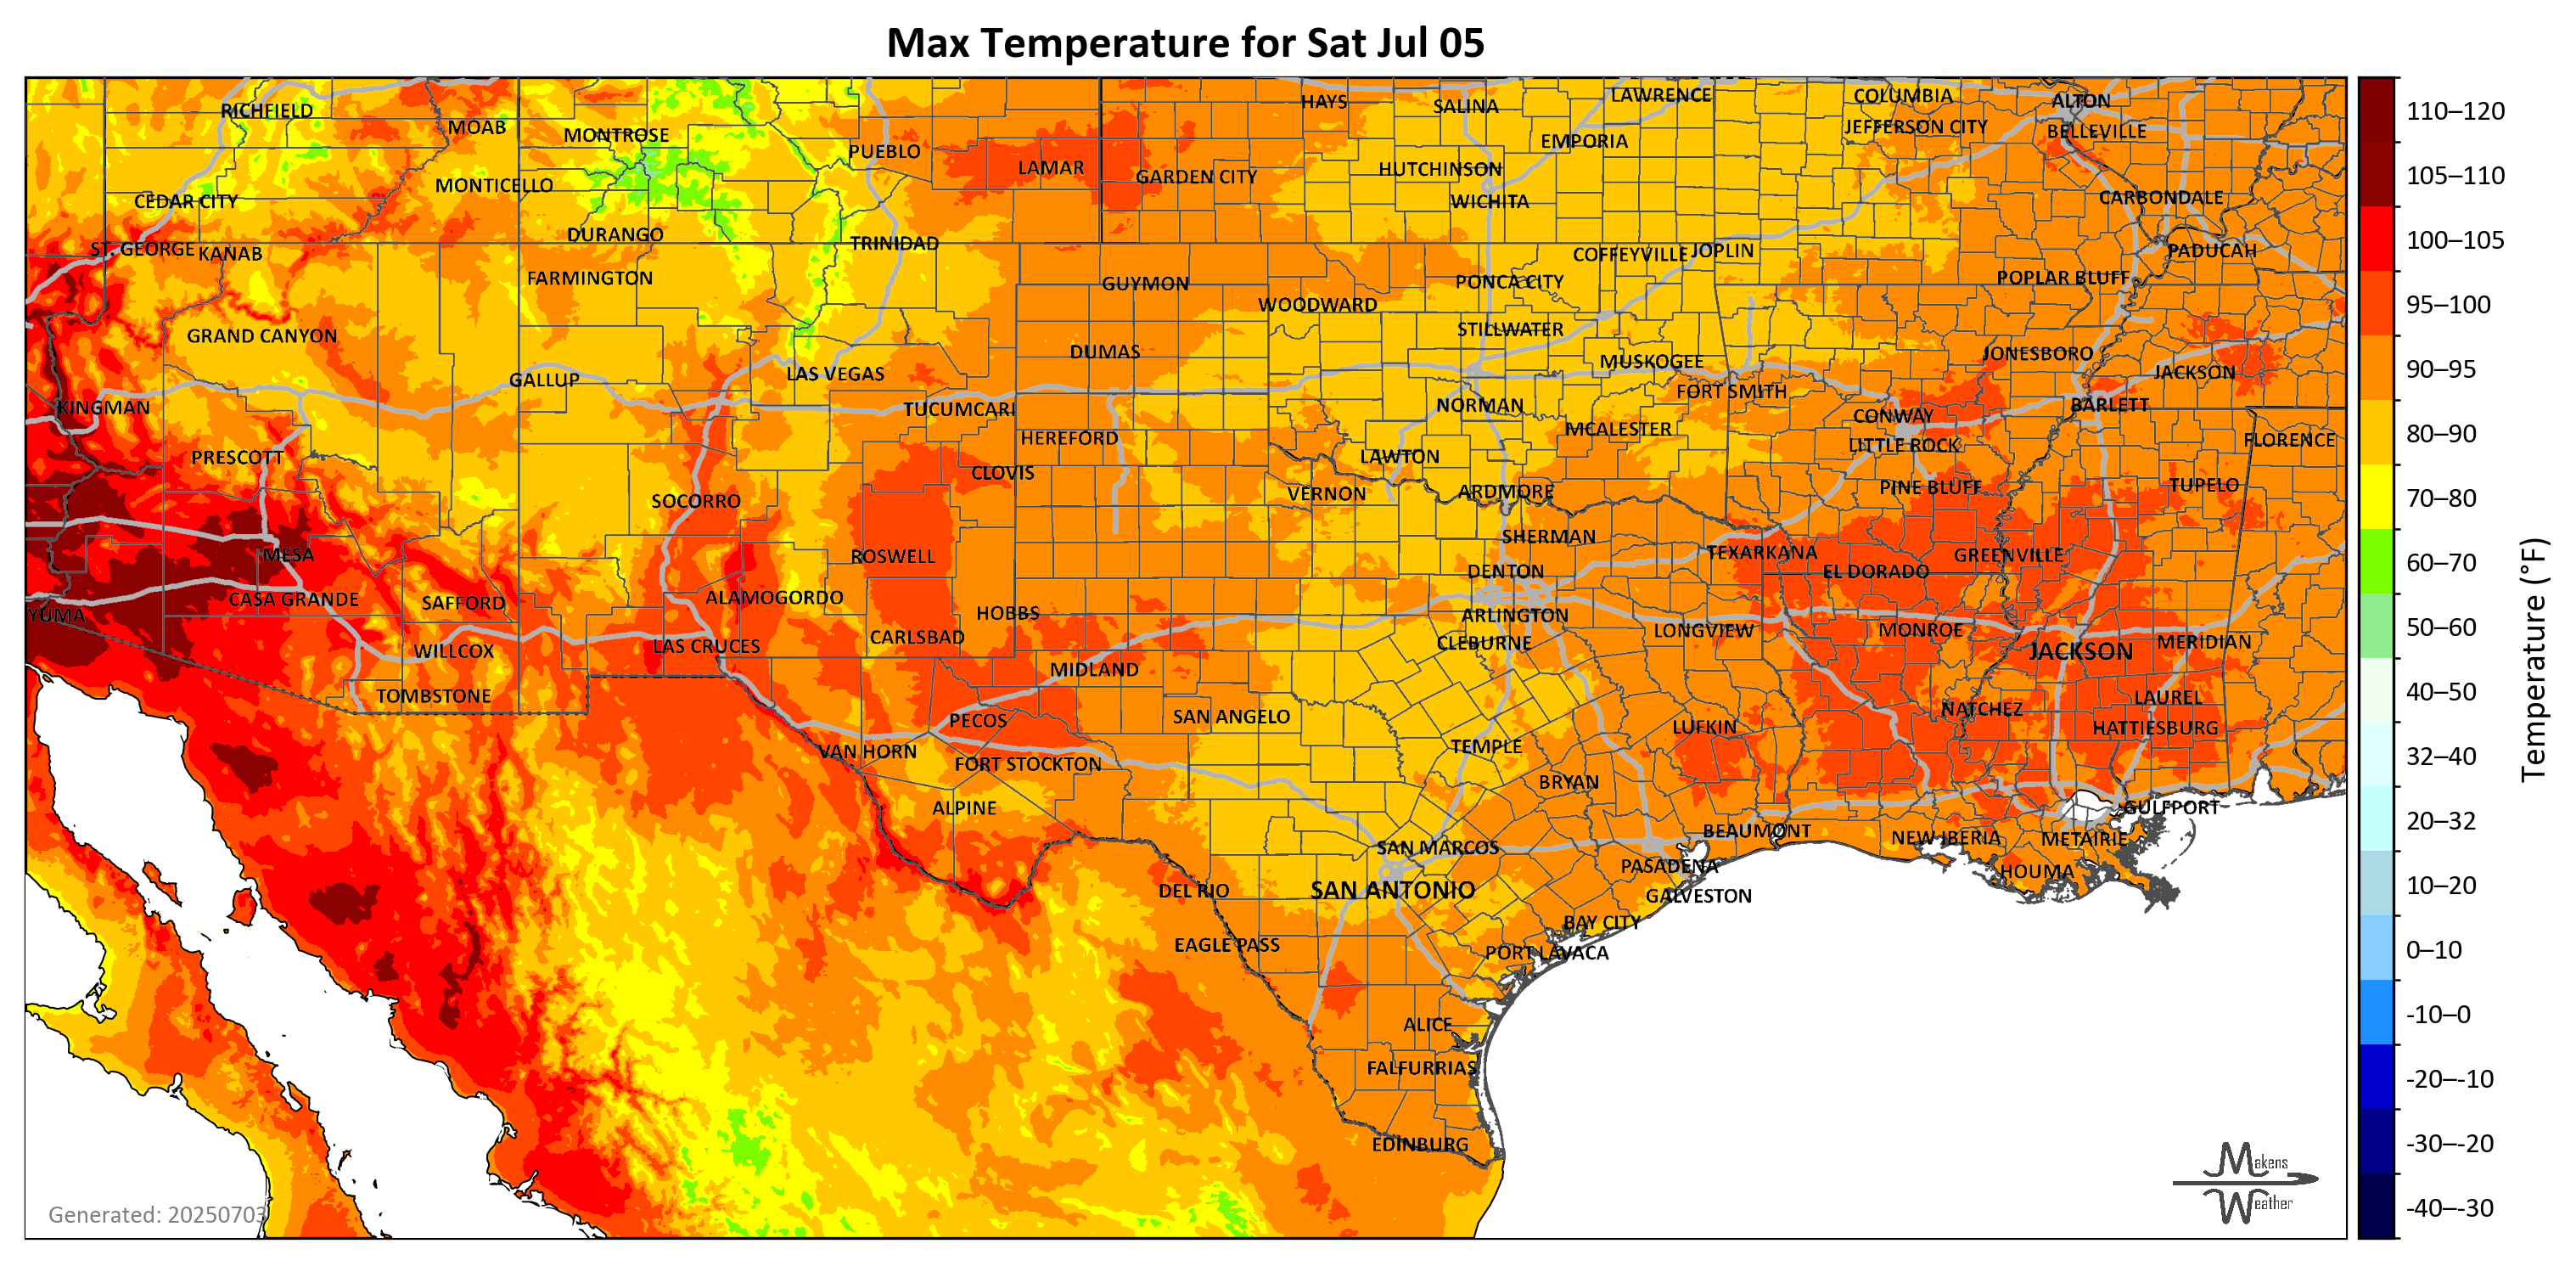 Max Temperature for Sat Jul 05
RICHFIELD
MOAB
MONTROSE
PUEBLO
LAMAR
GARDEN CITY
HAYS
SALINA
LAWRENCE
COLUMBIA
ALTON
JEFFERSON CITY
BELLEVILLE
EMPORIA
HUTCHINSON
WICHITA
CARBONDALE
CEDAR CITY
MONTICELLO
DURANGO
TRINIDAD
ST. GEORGE
KANAB
FARMINGTON
GUYMON
WOODWARD
PONCA CITY
COFFEYVILLE
JOPLIN
POPLAR BLUFF
PADUCAH
GRAND CANYON
STILLWATER
DUMAS
MUSKOGEE
JONESBORO
JACKSON
GALLUP
LAS VEGAS
FORT SMITH
KINGMAN
TUCUMCARI
NORMAN
CONWAY
BARLETT
HEREFORD
MCALESTER
LITTLE ROCK
FLORENCE
PRESCOTT
CLOVIS
LAWTON
SOCORRO
VERNON
ARDMORE
PINE BLUFF
TUPELO
MESA
ROSWELL
SHERMAN
TEXARKANA
GREENVILLE
DENTON
EL DORADO
CASA GRANDE
SAFFORD
ALAMOGORDO
HOBBS
ARLINGTON
YUMA
CARLSBAD
CLEBURNE
LONGVIEW
MONROE
MERIDIAN
WILLCOX
LAS CRUCES
MIDLAND
JACKSON
TOMBSTONE
PECOS
SAN ANGELO
LUFKIN
NATCHEZ
LAUREL
HATTIESBURG
VAN HORN
FORT STOCKTON
TEMPLE
BRYAN
ALPINE
GULFPORT
SAN MARCOS
BEAUMONT
NEW IBERIA
METAIRIE
PASADENA
HOUMA
DEL RIO
SAN ANTONIO
GALVESTON
EAGLE PASS
BAY CITY
PORT LAVACA
ALICE
FALFURRIAS
EDINBURG
Generated: 20250703
Makens
Weather
110–120
105–110
100–105
95–100
90–95
80–90
70–80
60–70
50–60
40–50
32–40
20–32
10–20
0–10
-10–0
-20–-10
-30–-20
-40–-30
Temperature (°F)